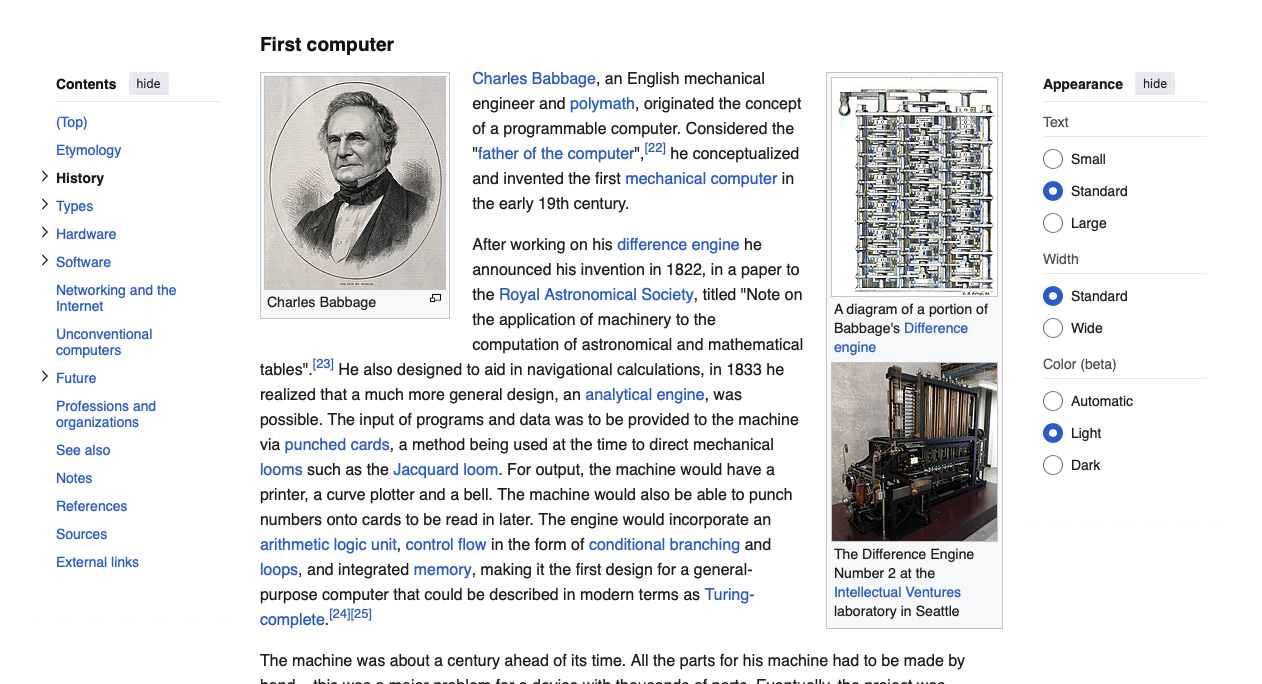 First computer
Contents hide
(Top)
Etymology
History
Types
Hardware
Software
Networking and the
Internet
Unconventional
computers
Future
Professions and
organizations
See also
Notes
References
Sources
External links
Charles Babbage
Charles Babbage, an English mechanical
engineer and polymath, originated the concept
of a programmable computer. Considered the
"father of the computer",[22] he conceptualized
and invented the first mechanical computer in
the early 19th century.
After working on his difference engine he
announced his invention in 1822, in a paper to
the Royal Astronomical Society, titled "Note on
the application of machinery to the
computation of astronomical and mathematical
tables".[23] He also designed to aid in navigational calculations, in 1833 he
realized that a much more general design, an analytical engine, was
possible. The input of programs and data was to be provided to the machine
via punched cards, a method being used at the time to direct mechanical
looms such as the Jacquard loom. For output, the machine would have a
printer, a curve plotter and a bell. The machine would also be able to punch
numbers onto cards to be read in later. The engine would incorporate an
arithmetic logic unit, control flow in the form of conditional branching and
loops, and integrated memory, making it the first design for a general-
purpose computer that could be described in modern terms as Turing-
complete.[24][25]
The machine was about a century ahead of its time. All the parts for his machine had to be made by
A diagram of a portion of
Babbage's Difference
engine
The Difference Engine
Number 2 at the
Intellectual Ventures
laboratory in Seattle
Appearance hide
Text
Small
Standard
Large
Width
Standard
Wide
Color (beta)
Automatic
Light
Dark